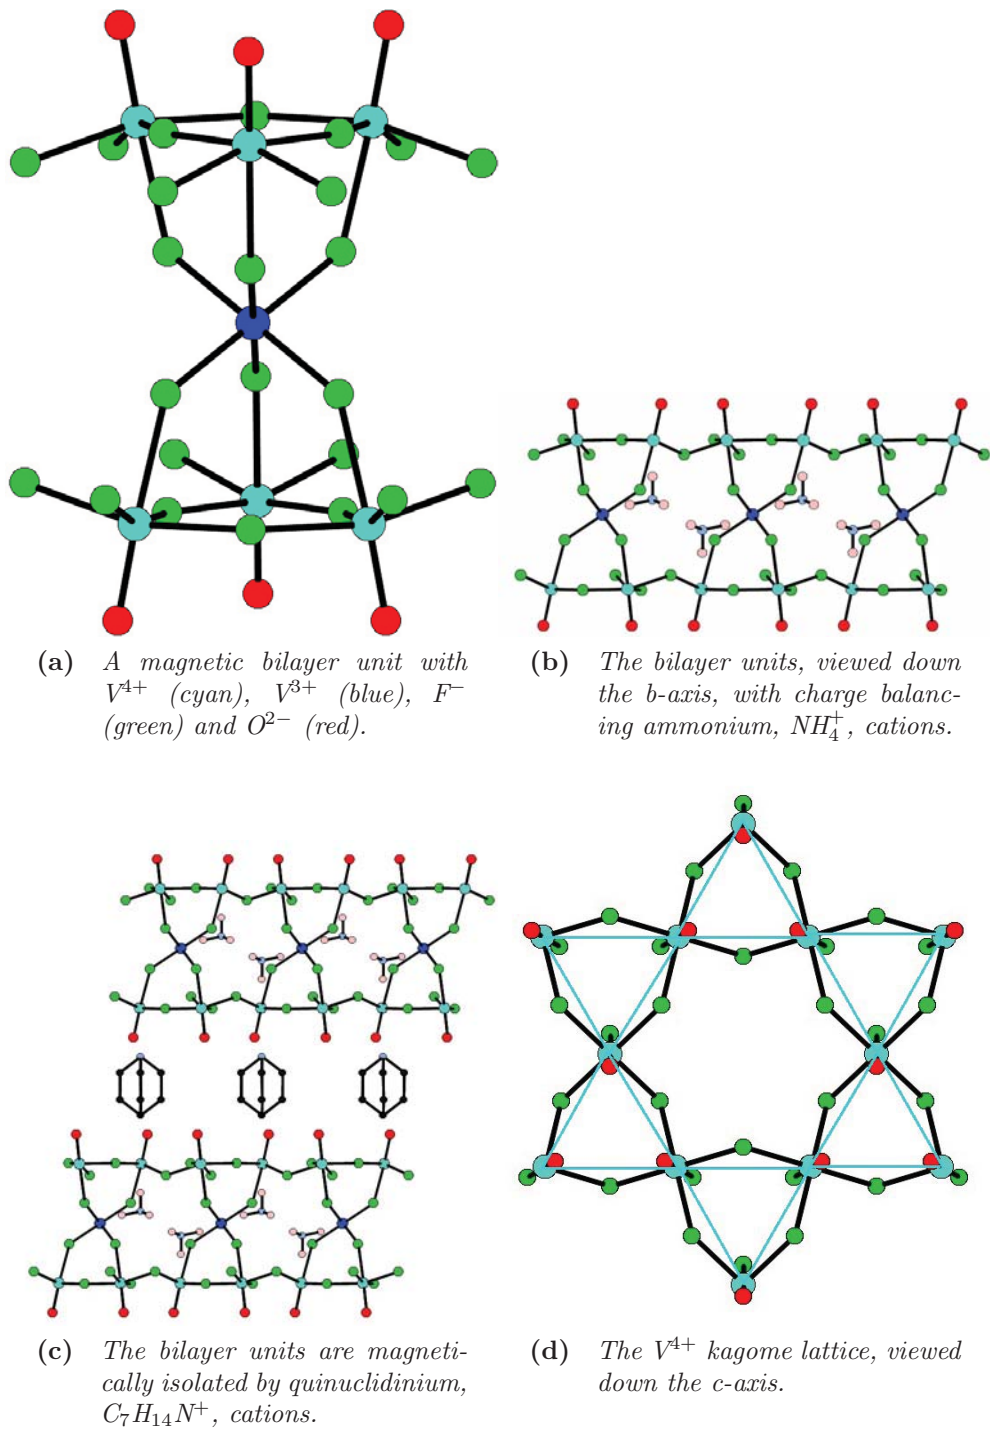 (a) A magnetic bilayer unit with
V⁴⁺ (cyan), V³⁺ (blue), F⁻
(green) and O²⁻ (red).
(b) The bilayer units, viewed down
the b-axis, with charge balanc-
ing ammonium, NH₄⁺, cations.
(c) The bilayer units are magneti-
cally isolated by quinuclidinium,
C₇H₁₄N⁺, cations.
(d) The V⁴⁺ kagome lattice, viewed
down the c-axis.